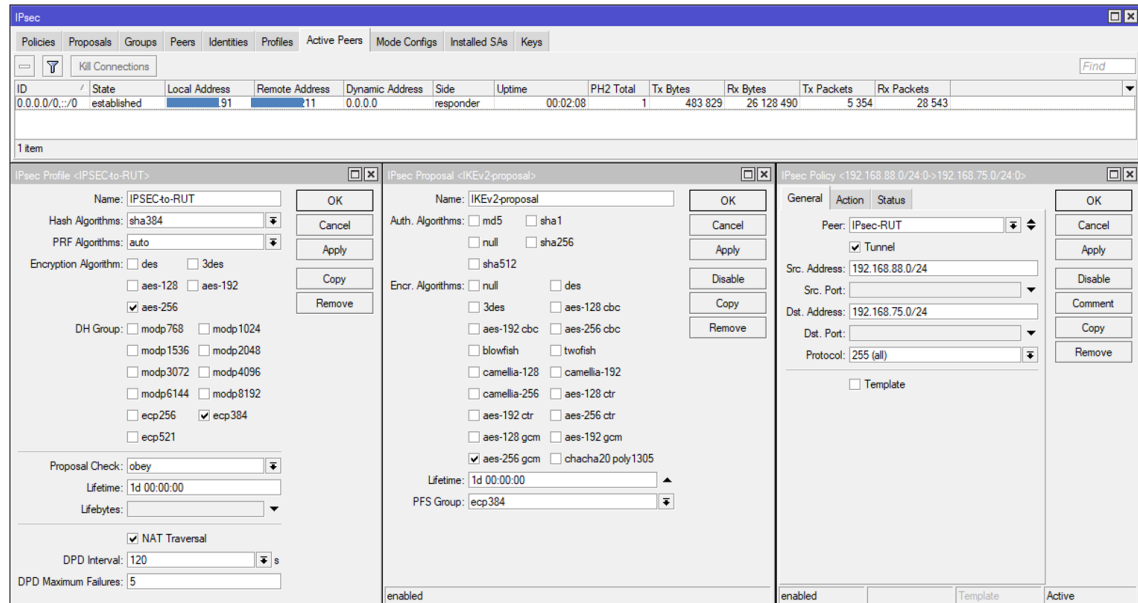 IPsec
Policies Proposals Groups Peers Identities Profiles Active Peers Mode Configs Installed SAs Keys
Kill Connections Find
ID / State Local Address Remote Address Dynamic Address Side Uptime PH2 Total Tx Bytes Rx Bytes Tx Packets Rx Packets
0.0.0.0/0,::/0 established .91 :11 0.0.0.0 responder 00:02:08 1 483 829 26 128 490 5 354 28 543
1 item
IPsec Profile <IPSEC-to-RUT>
Name: IPSEC-to-RUT OK
Hash Algorithms: sha384 Cancel
PRF Algorithms: auto Apply
Encryption Algorithm: des 3des
aes-128 aes-192 Copy
aes-256 Remove
DH Group: modp768 modp1024
modp1536 modp2048
modp3072 modp4096
modp6144 modp8192
ecp256 ecp384
ecp521
Proposal Check: obey
Lifetime: 1d 00:00:00
Lifebytes:
NAT Traversal
DPD Interval: 120 s
DPD Maximum Failures: 5
IPsec Proposal <IKEv2-proposal>
Name: IKEv2-proposal OK
Auth. Algorithms: md5 sha1 Cancel
null sha256 Apply
sha512
Encr. Algorithms: null des Disable
3des aes-128 cbc Copy
aes-192 cbc aes-256 cbc Remove
blowfish twofish
camellia-128 camellia-192
camellia-256 aes-128 ctr
aes-192 ctr aes-256 ctr
aes-128 gcm aes-192 gcm
aes-256 gcm chacha20 poly1305
Lifetime: 1d 00:00:00
PFS Group: ecp384
enabled
IPsec Policy <192.168.88.0/24:0->192.168.75.0/24:0>
General Action Status OK
Peer: IPsec-RUT Cancel
Tunnel Apply
Src. Address: 192.168.88.0/24 Disable
Src. Port: Comment
Dst. Address: 192.168.75.0/24 Copy
Dst. Port:
Protocol: 255 (all) Remove
Template
enabled Template Active